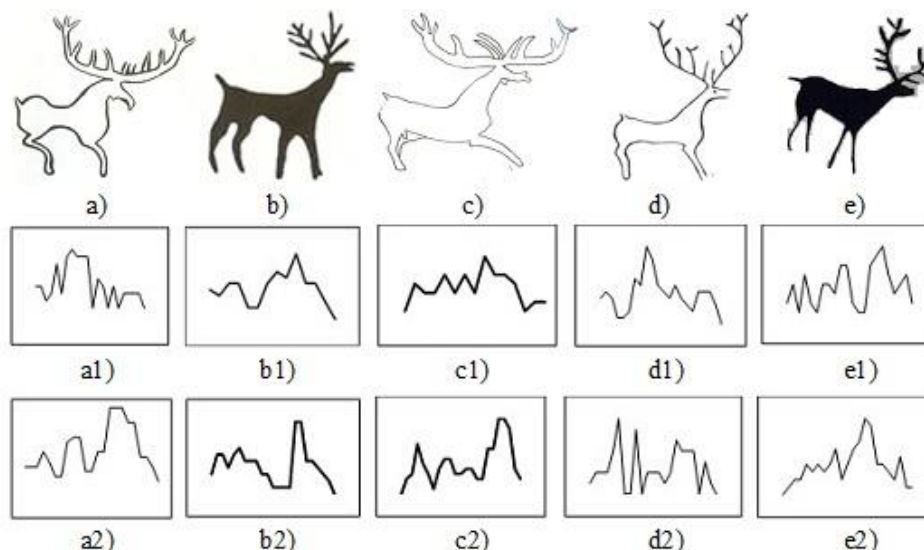 a) b) c) d) e)
a1) b1) c1) d1) e1)
a2) b2) c2) d2) e2)